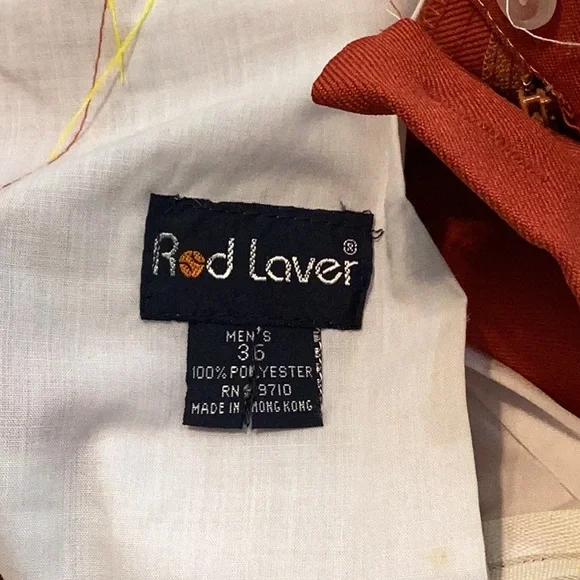 Rod Laver®
MEN'S
36
100% POLYESTER
RN 9710
MADE IN HONG KONG